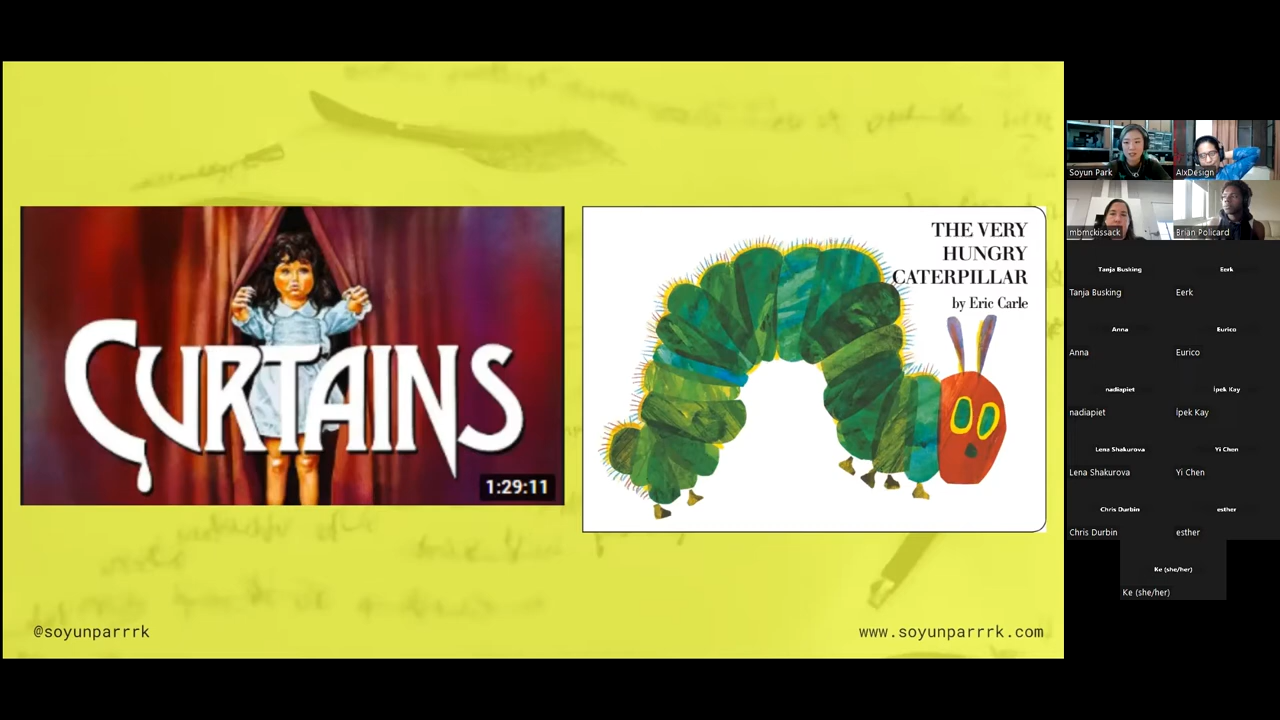 CURTAINS
1:29:11
THE VERY
HUNGRY
CATERPILLAR
by Eric Carle
@soyunparrrk
www.soyunparrrk.com
Soyun Park
AIxDesign
mbmckissack
Brian Policard
Tanja Busking
Eerk
Tanja Busking
Eerk
Anna
Eurico
Anna
Eurico
nadiapiet
İpek Kay
nadiapiet
İpek Kay
Lena Shakurova
Yi Chen
Lena Shakurova
Yi Chen
Chris Durbin
esther
Chris Durbin
esther
Ke (she/her)
Ke (she/her)